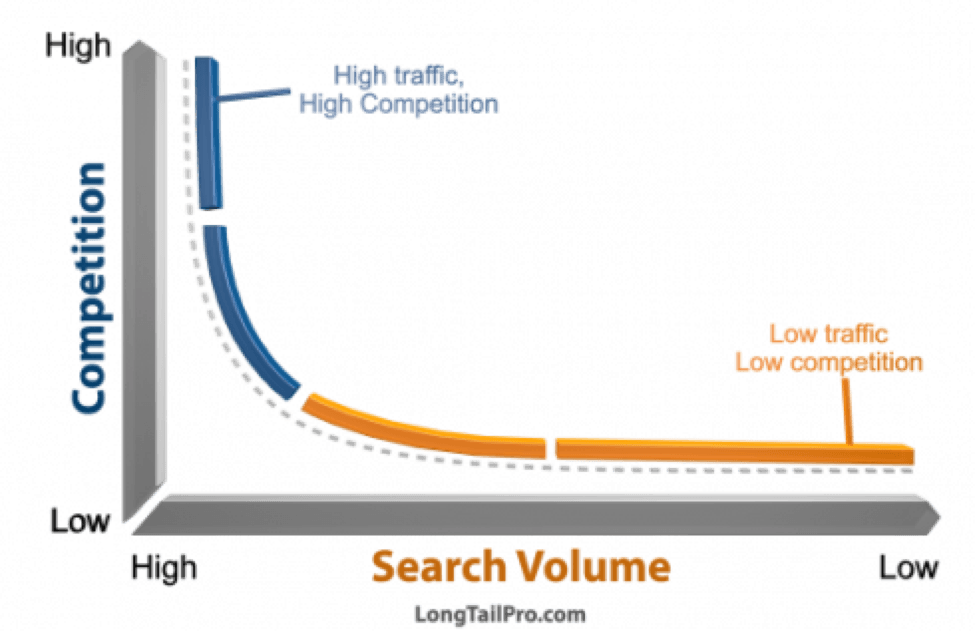 High
High traffic,
High Competition
Competition
Low traffic
Low competition
Low
High
Search Volume
Low
LongTailPro.com